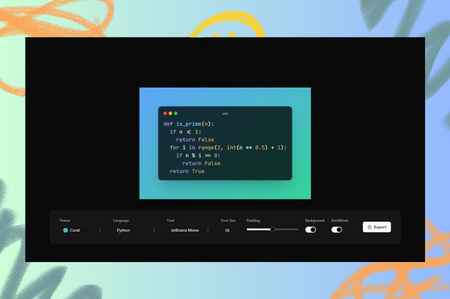 def is_prime(n):
if n <= 1:
return False
for i in range(2, int(n ** 0.5) + 1):
if n % i == 0:
return False
return True
Theme
Language
Font
Font Size
Padding
Background
DarkMode
Coral
Python
JetBrains Mono
Export